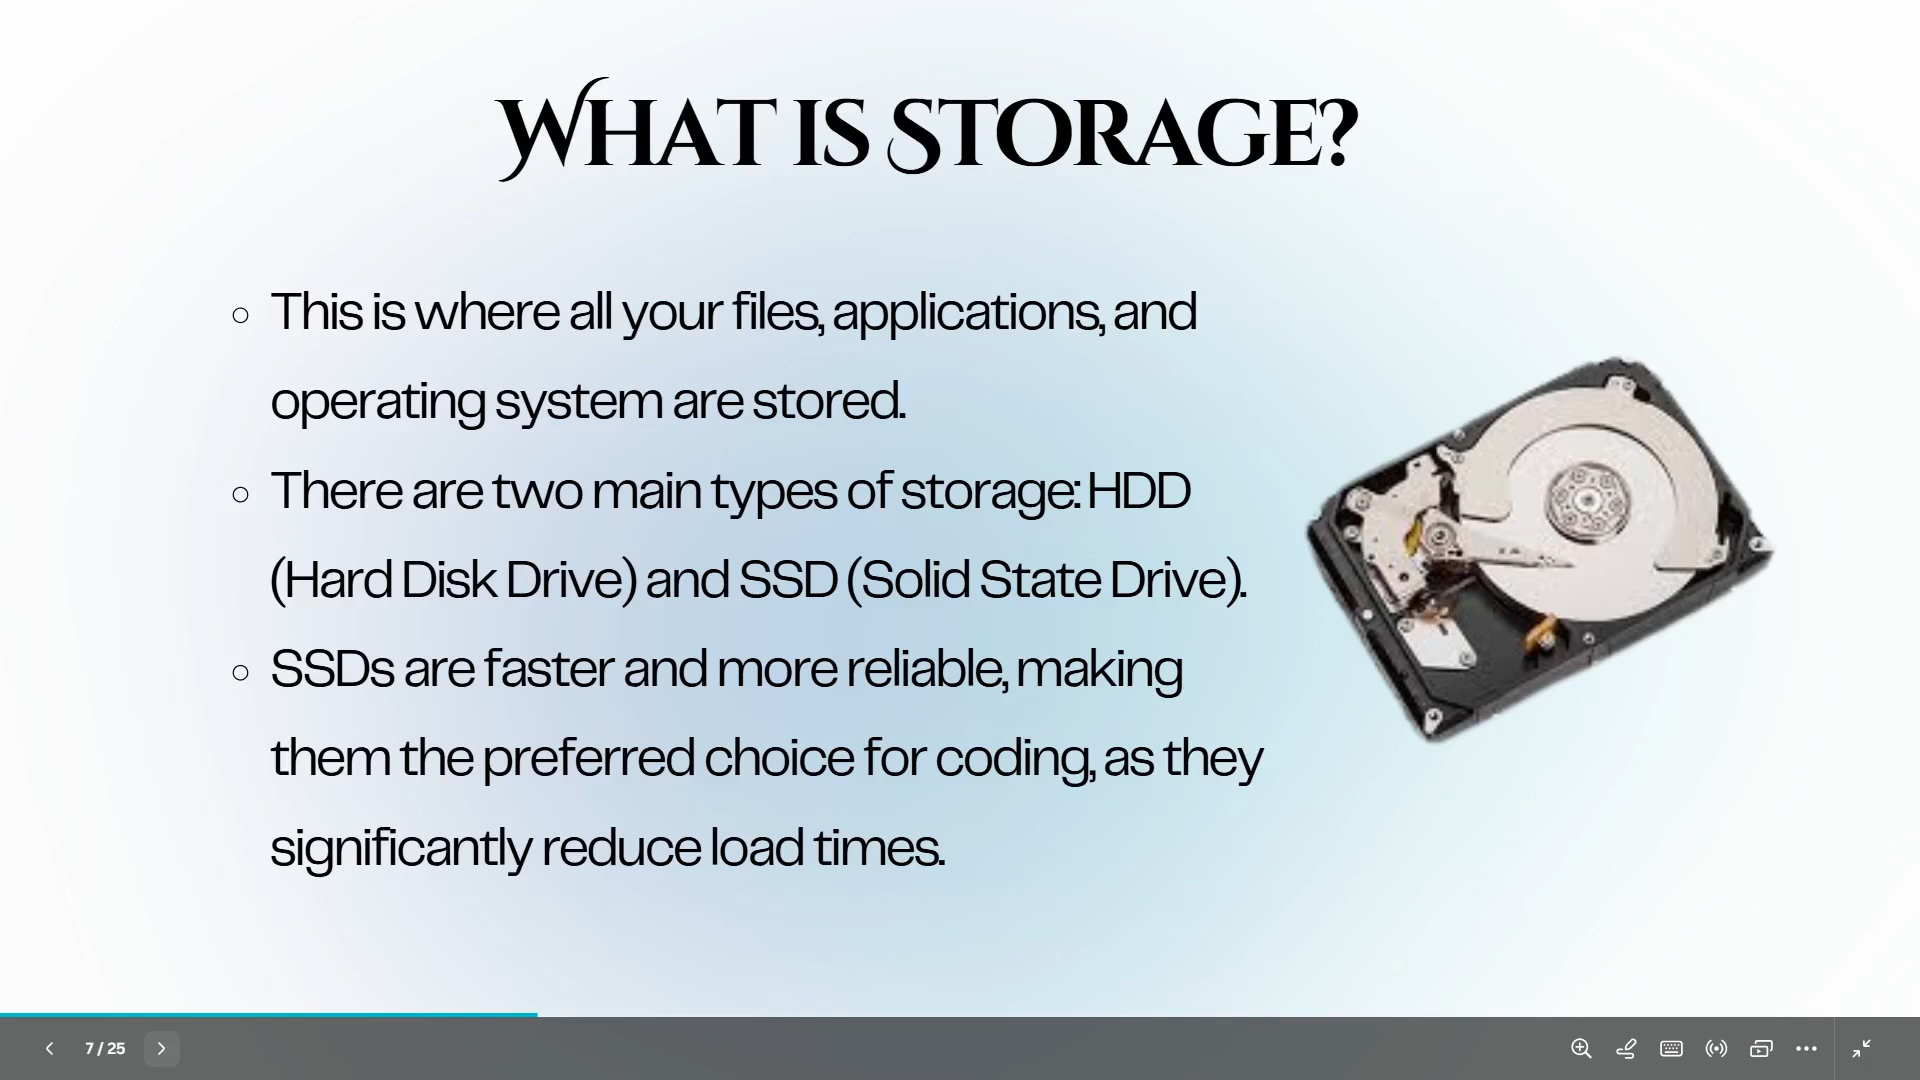 What is Storage?
This is where all your files, applications, and
operating system are stored.
There are two main types of storage: HDD
(Hard Disk Drive) and SSD (Solid State Drive).
SSDs are faster and more reliable, making
them the preferred choice for coding, as they
significantly reduce load times.
7 / 25